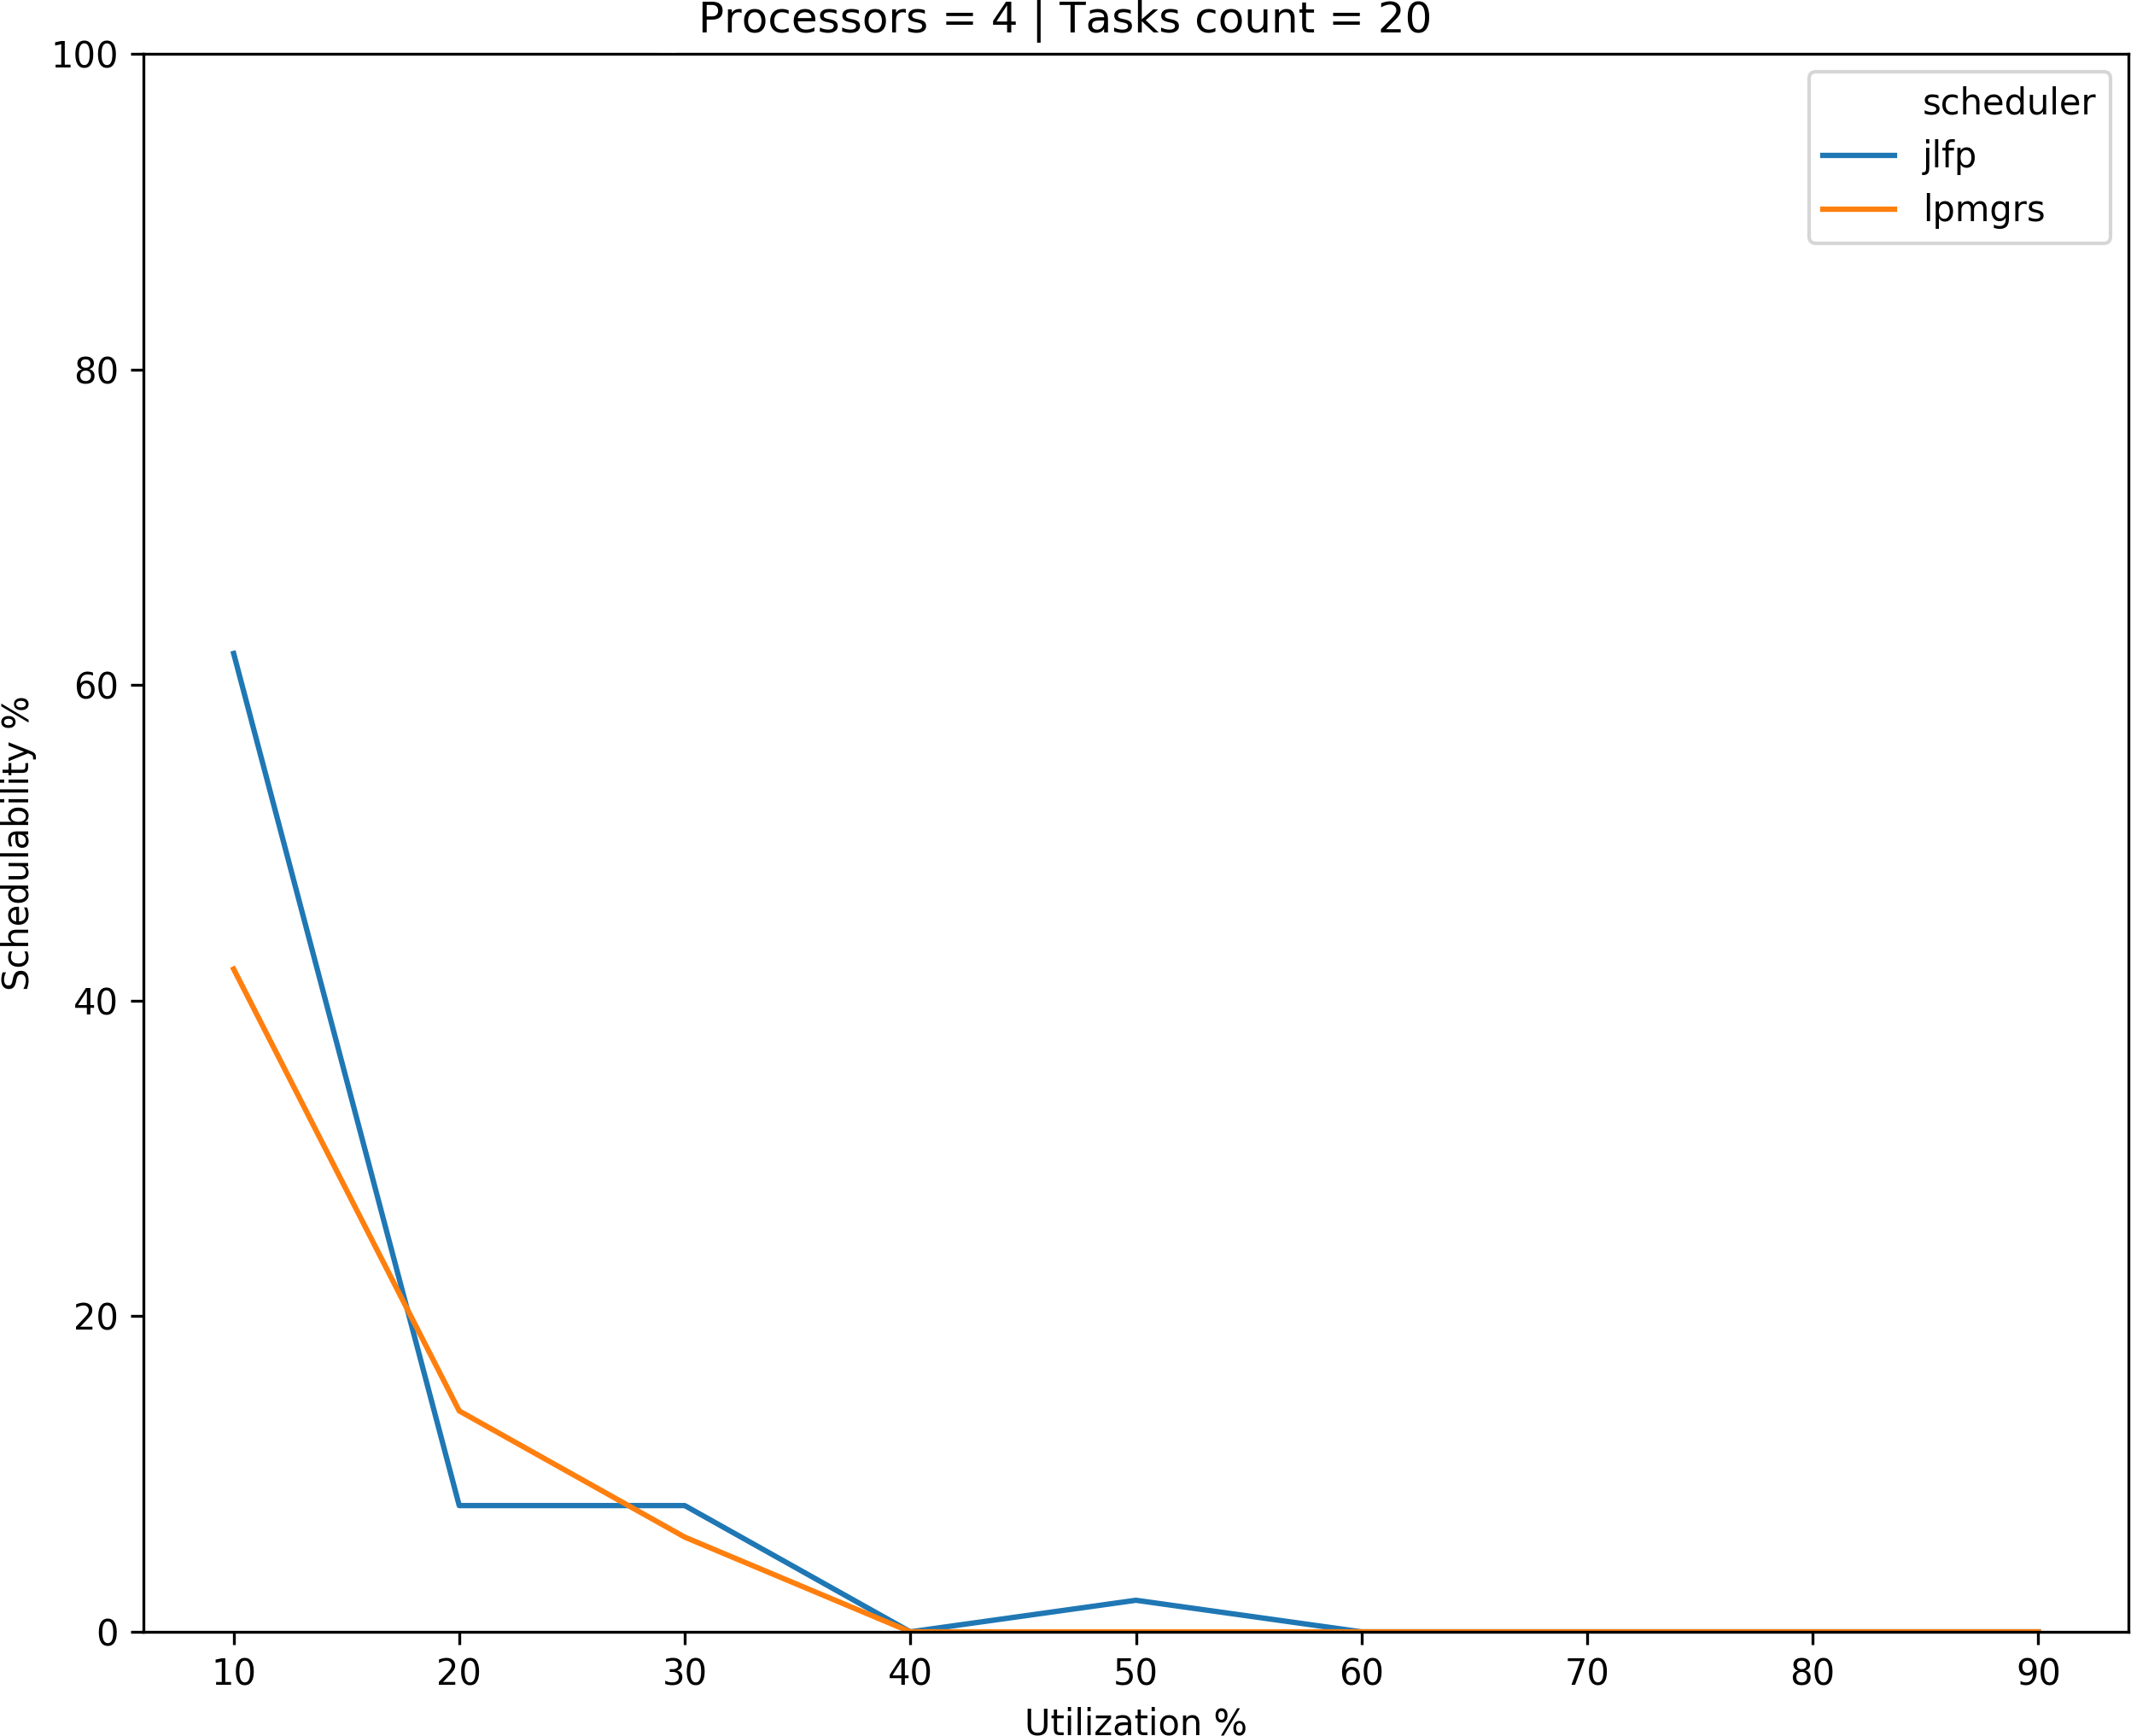 Processors = 4 | Tasks count = 20
scheduler
jlfp
lpmgrs
Schedulability %
100
80
60
40
20
0
10 20 30 40 50 60 70 80 90
Utilization %